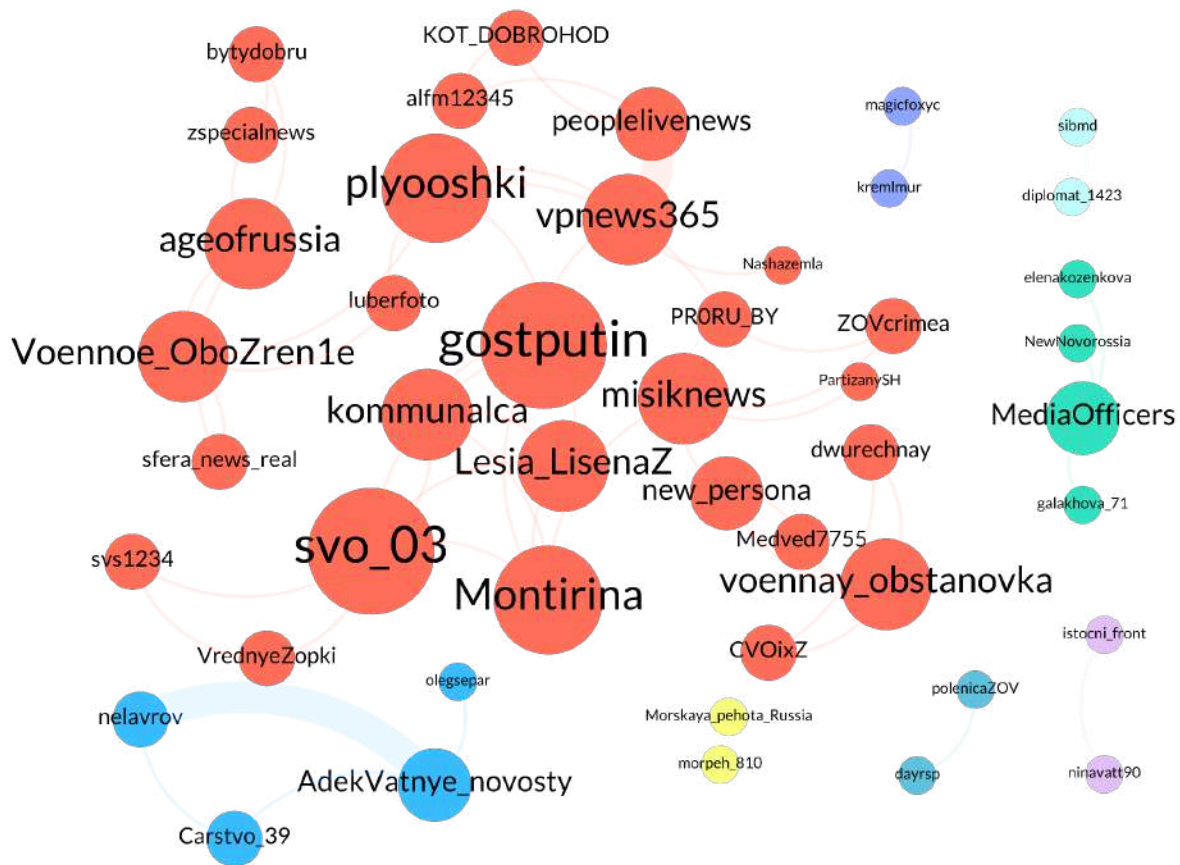 KOT_DOBROHOD
bytydobru
alfm12345
magicfoxyc
peoplelivenews
sibmd
zspecialnews
plyooshki
kremlmur
diplomat_1423
vpnews365
ageofrussia
Nashazemla
elenakozenkova
luberfoto
PR0RU_BY
ZOVcrimea
gostputin
NewNovorossia
Voennoe_OboZren1e
PartizanySH
misiknews
kommunalca
MediaOfficers
dwurechnay
sfera_news_real
Lesia_LisenaZ
new_persona
galakhova_71
Medved7755
svs1234
svo_03
voennay_obstanovka
Montirina
istocni_front
CVOixZ
VrednyeZopki
olegsepar
polenicaZOV
nelavrov
Morskaya_pehota_Russia
morpeh_810
dayrsp
ninavatt90
AdekVatnye_novosty
Carstvo_39